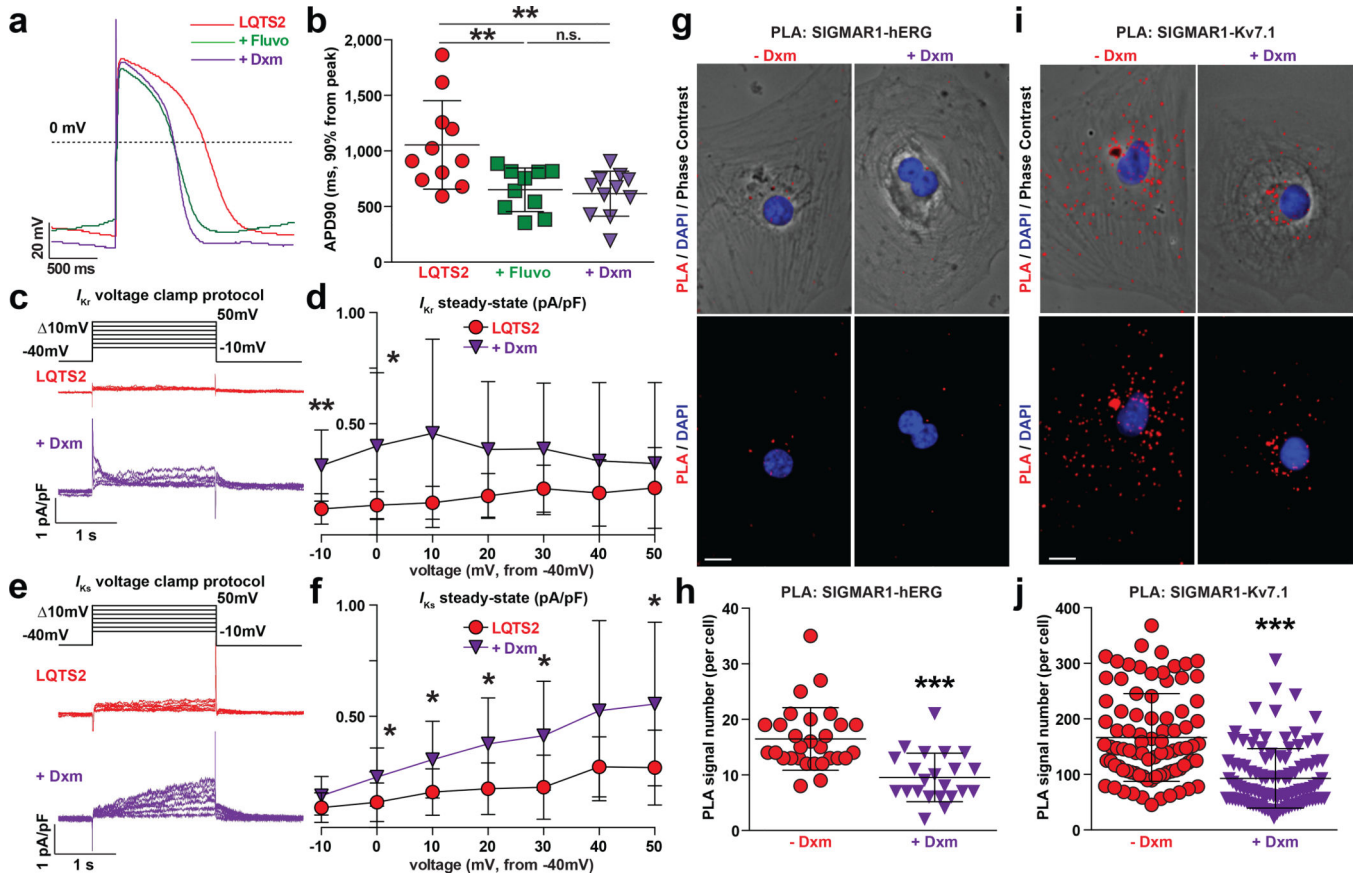 a
LQTS2
+ Fluvo
+ Dxm
0 mV
20 mV
500 ms
b
**
**
n.s.
2,000
1,500
1,000
500
0
APD90 (ms, 90% from peak)
LQTS2
+ Fluvo
+ Dxm
c
IKr voltage clamp protocol
50mV
Δ10mV
-40mV
-10mV
LQTS2
+ Dxm
1 pA/pF
1 s
d
IKr steady-state (pA/pF)
1.00
0.50
LQTS2
+ Dxm
**
*
-10
0
10
20
30
40
50
voltage (mV, from -40mV)
e
IKs voltage clamp protocol
50mV
Δ10mV
-40mV
-10mV
LQTS2
+ Dxm
1 pA/pF
1 s
f
IKs steady-state (pA/pF)
1.00
0.50
LQTS2
+ Dxm
*
*
*
*
*
-10
0
10
20
30
40
50
voltage (mV, from -40mV)
g
PLA: SIGMAR1-hERG
- Dxm
+ Dxm
PLA / DAPI / Phase Contrast
PLA / DAPI
h
PLA: SIGMAR1-hERG
40
30
20
10
0
PLA signal number (per cell)
***
- Dxm
+ Dxm
i
PLA: SIGMAR1-Kv7.1
- Dxm
+ Dxm
PLA / DAPI / Phase Contrast
PLA / DAPI
j
PLA: SIGMAR1-Kv7.1
400
300
200
100
0
PLA signal number (per cell)
***
- Dxm
+ Dxm